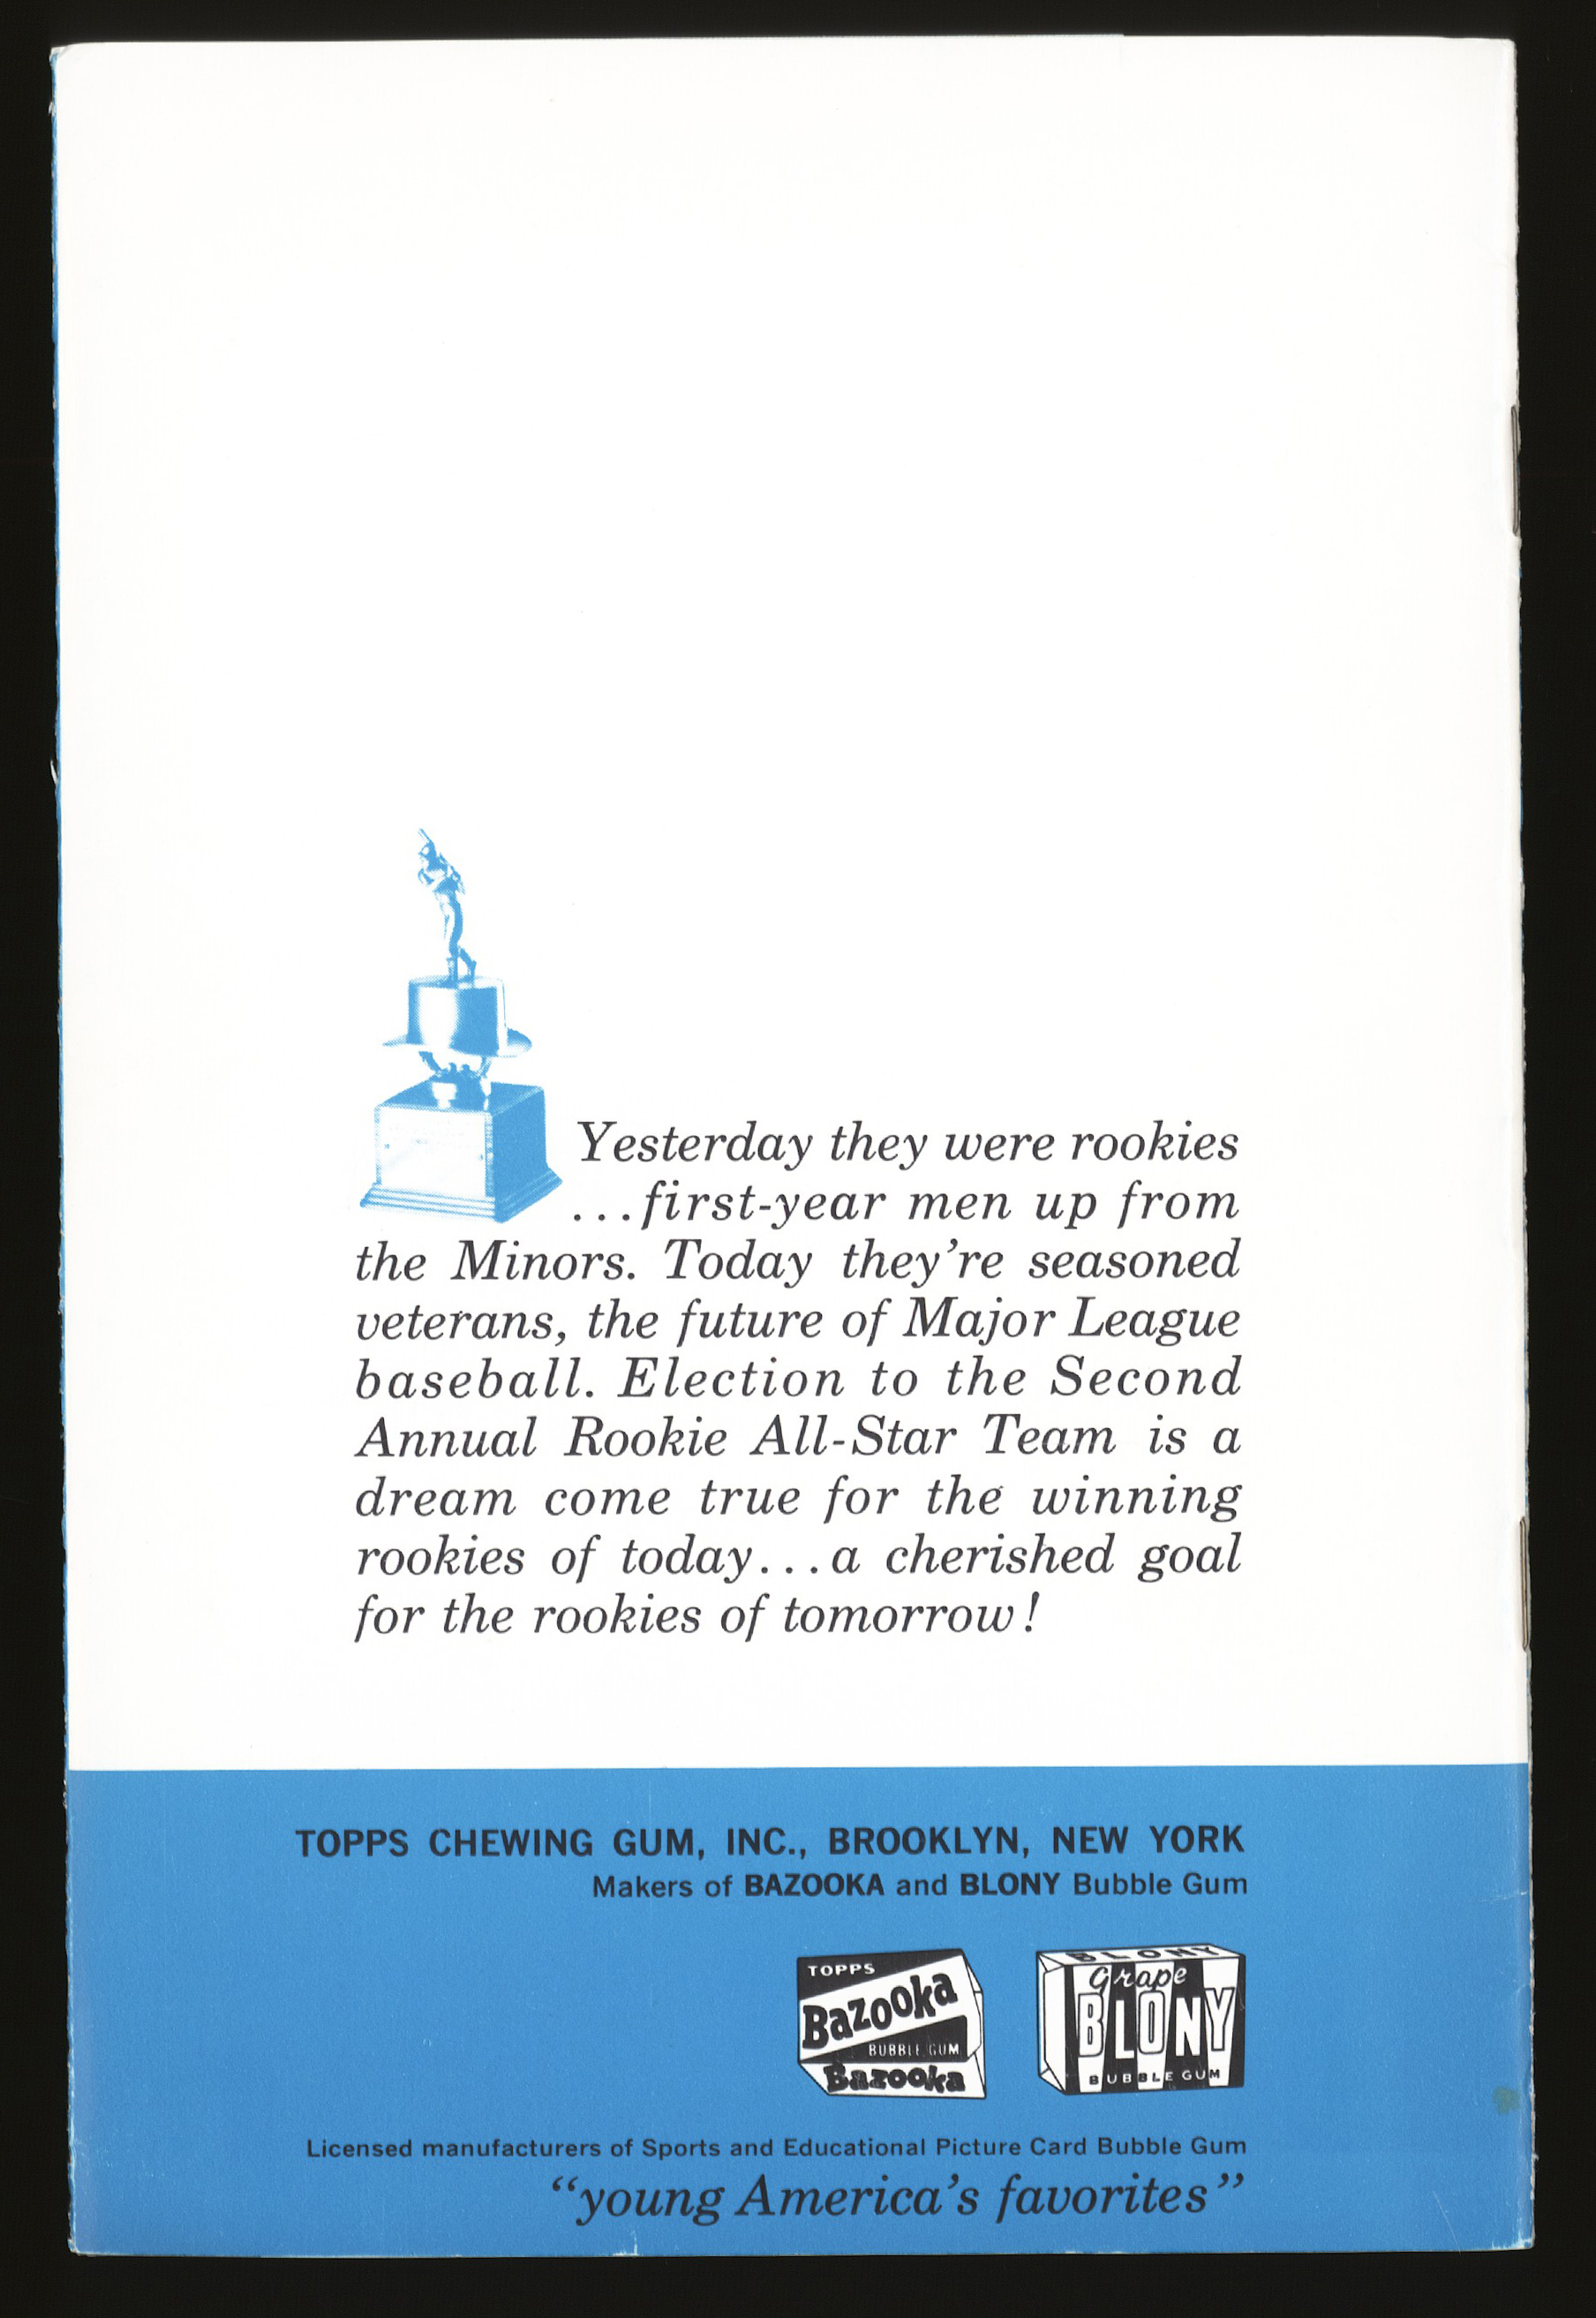 Yesterday they were rookies
...first-year men up from
the Minors. Today they're seasoned
veterans, the future of Major League
baseball. Election to the Second
Annual Rookie All-Star Team is a
dream come true for the winning
rookies of today...a cherished goal
for the rookies of tomorrow!
TOPPS CHEWING GUM, INC., BROOKLYN, NEW YORK
Makers of BAZOOKA and BLONY Bubble Gum
TOPPS
Bazooka
BUBBLE GUM
Bazooka
BLONY
Grape
BLONY
BUBBLE GUM
Licensed manufacturers of Sports and Educational Picture Card Bubble Gum
"young America's favorites"